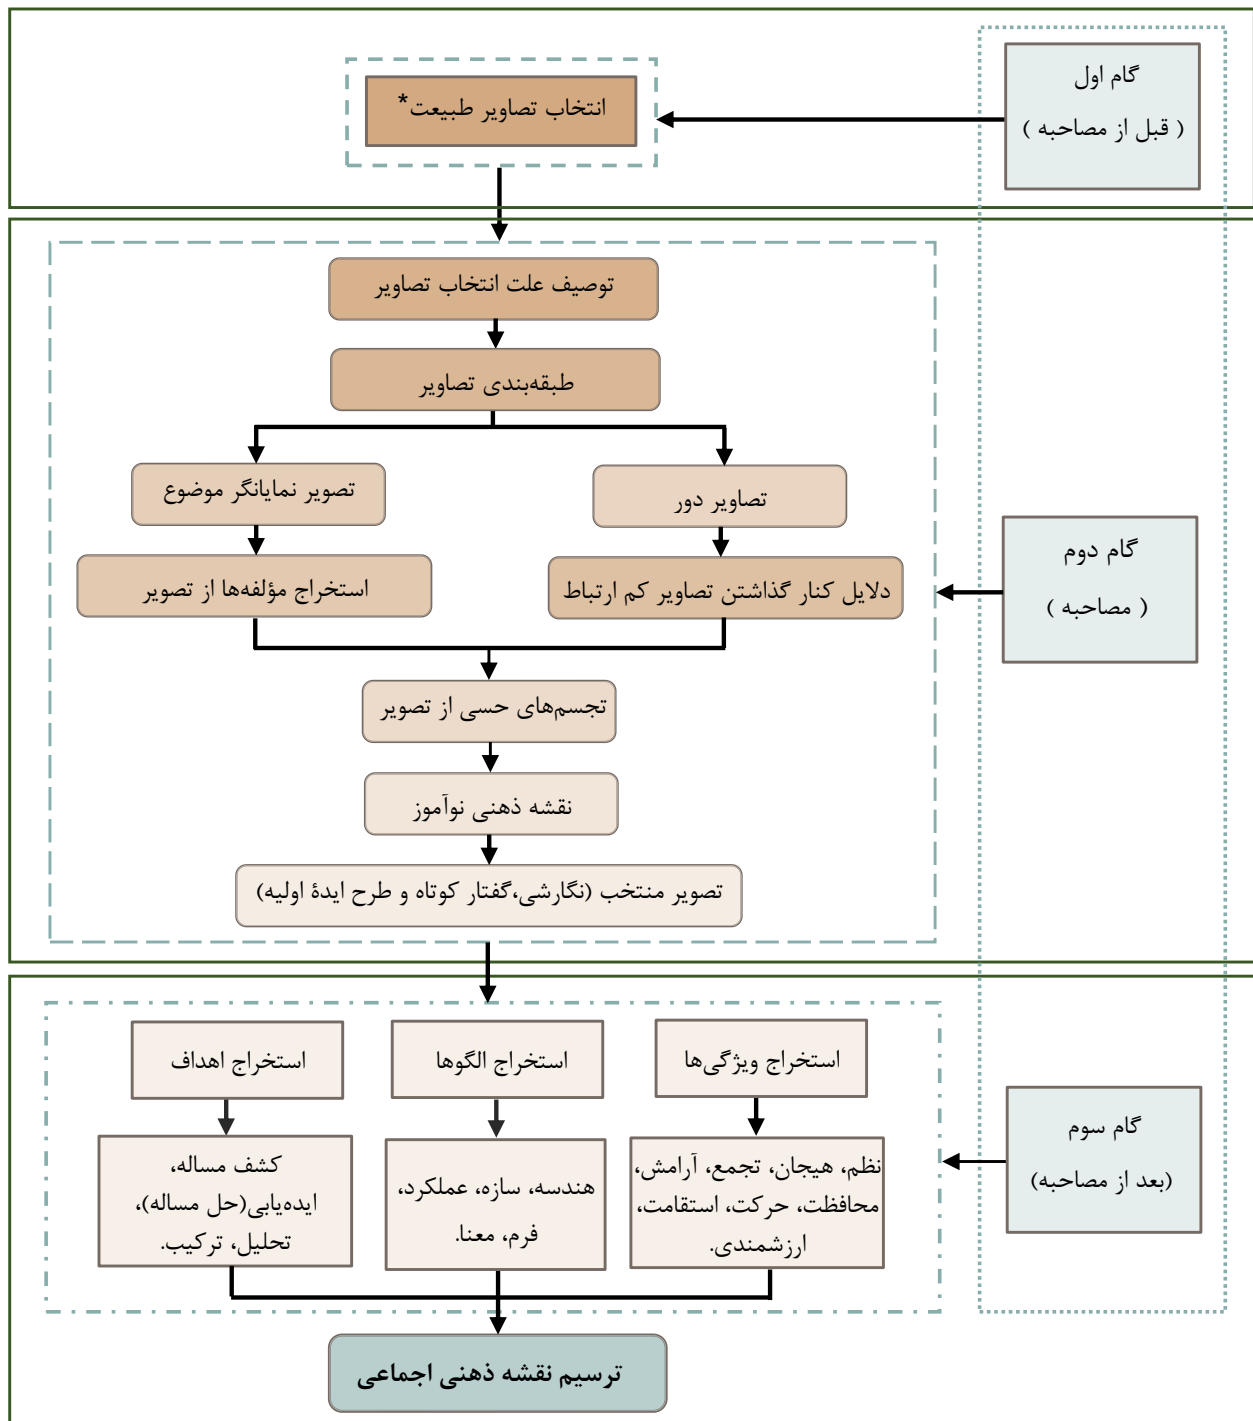 گام اول
( قبل از مصاحبه )
انتخاب تصاویر طبیعت*
گام دوم
( مصاحبه )
توصیف علت انتخاب تصاویر
طبقه‌بندی تصاویر
تصاویر دور
تصویر نمایانگر موضوع
دلایل کنار گذاشتن تصاویر کم ارتباط
استخراج مؤلفه‌ها از تصویر
تجسم‌های حسی از تصویر
نقشه ذهنی نوآموز
تصویر منتخب (نگارشی،گفتار کوتاه و طرح ایدۀ اولیه)
گام سوم
(بعد از مصاحبه)
استخراج ویژگی‌ها
نظم، هیجان، تجمع، آرامش،
محافظت، حرکت، استقامت،
ارزشمندی.
استخراج الگوها
هندسه، سازه، عملکرد،
فرم، معنا.
استخراج اهداف
کشف مساله،
ایده‌یابی(حل مساله)،
تحلیل، ترکیب.
ترسیم نقشه ذهنی اجماعی